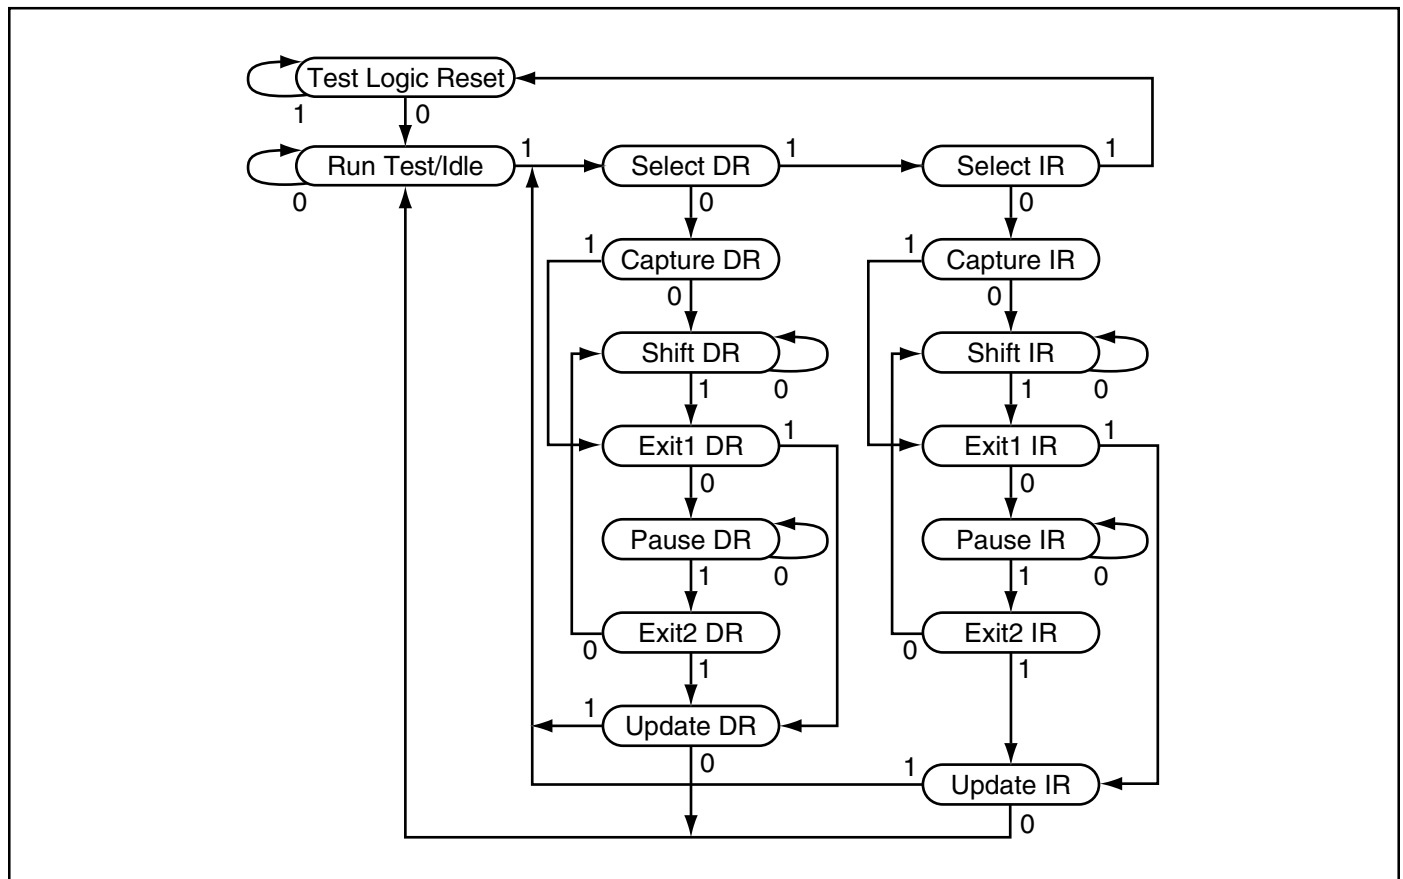 Test Logic Reset
1
0
Run Test/Idle
1
Select DR
1
Select IR
1
0
0
0
1
Capture DR
1
Capture IR
0
0
Shift DR
Shift IR
1
0
1
0
Exit1 DR
1
Exit1 IR
1
0
0
Pause DR
Pause IR
1
0
1
0
Exit2 DR
Exit2 IR
0
1
0
1
1
Update DR
0
1
Update IR
0